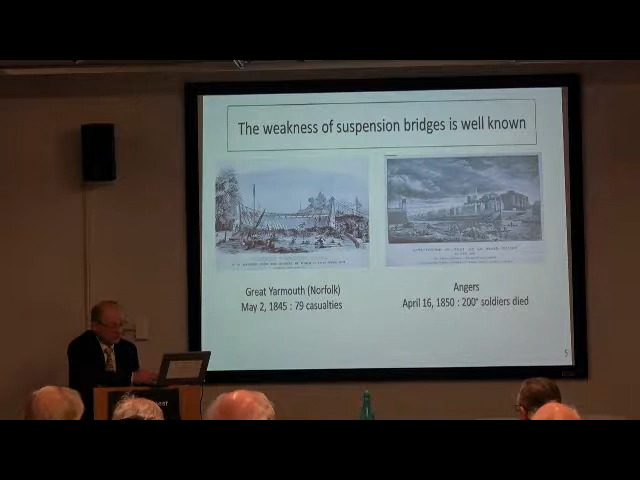 The weakness of suspension bridges is well known
Great Yarmouth (Norfolk)
May 2, 1845 : 79 casualties
Angers
April 16, 1850 : 200° soldiers died
5